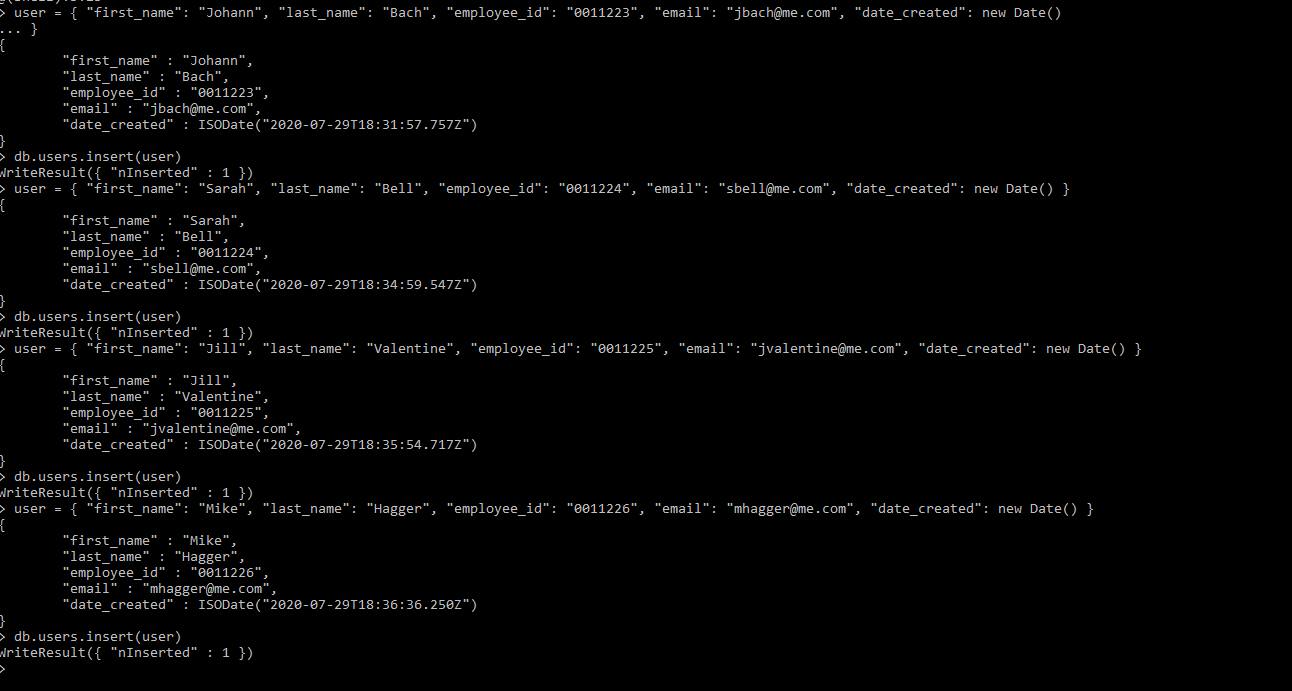 > user = { "first_name": "Johann", "last_name": "Bach", "employee_id": "0011223", "email": "jbach@me.com", "date_created": new Date()
... }
{
        "first_name" : "Johann",
        "last_name" : "Bach",
        "employee_id" : "0011223",
        "email" : "jbach@me.com",
        "date_created" : ISODate("2020-07-29T18:31:57.757Z")
}
> db.users.insert(user)
WriteResult({ "nInserted" : 1 })
> user = { "first_name": "Sarah", "last_name": "Bell", "employee_id": "0011224", "email": "sbell@me.com", "date_created": new Date() }
{
        "first_name" : "Sarah",
        "last_name" : "Bell",
        "employee_id" : "0011224",
        "email" : "sbell@me.com",
        "date_created" : ISODate("2020-07-29T18:34:59.547Z")
}
> db.users.insert(user)
WriteResult({ "nInserted" : 1 })
> user = { "first_name": "Jill", "last_name": "Valentine", "employee_id": "0011225", "email": "jvalentine@me.com", "date_created": new Date() }
{
        "first_name" : "Jill",
        "last_name" : "Valentine",
        "employee_id" : "0011225",
        "email" : "jvalentine@me.com",
        "date_created" : ISODate("2020-07-29T18:35:54.717Z")
}
> db.users.insert(user)
WriteResult({ "nInserted" : 1 })
> user = { "first_name": "Mike", "last_name": "Hagger", "employee_id": "0011226", "email": "mhagger@me.com", "date_created": new Date() }
{
        "first_name" : "Mike",
        "last_name" : "Hagger",
        "employee_id" : "0011226",
        "email" : "mhagger@me.com",
        "date_created" : ISODate("2020-07-29T18:36:36.250Z")
}
> db.users.insert(user)
WriteResult({ "nInserted" : 1 })
>